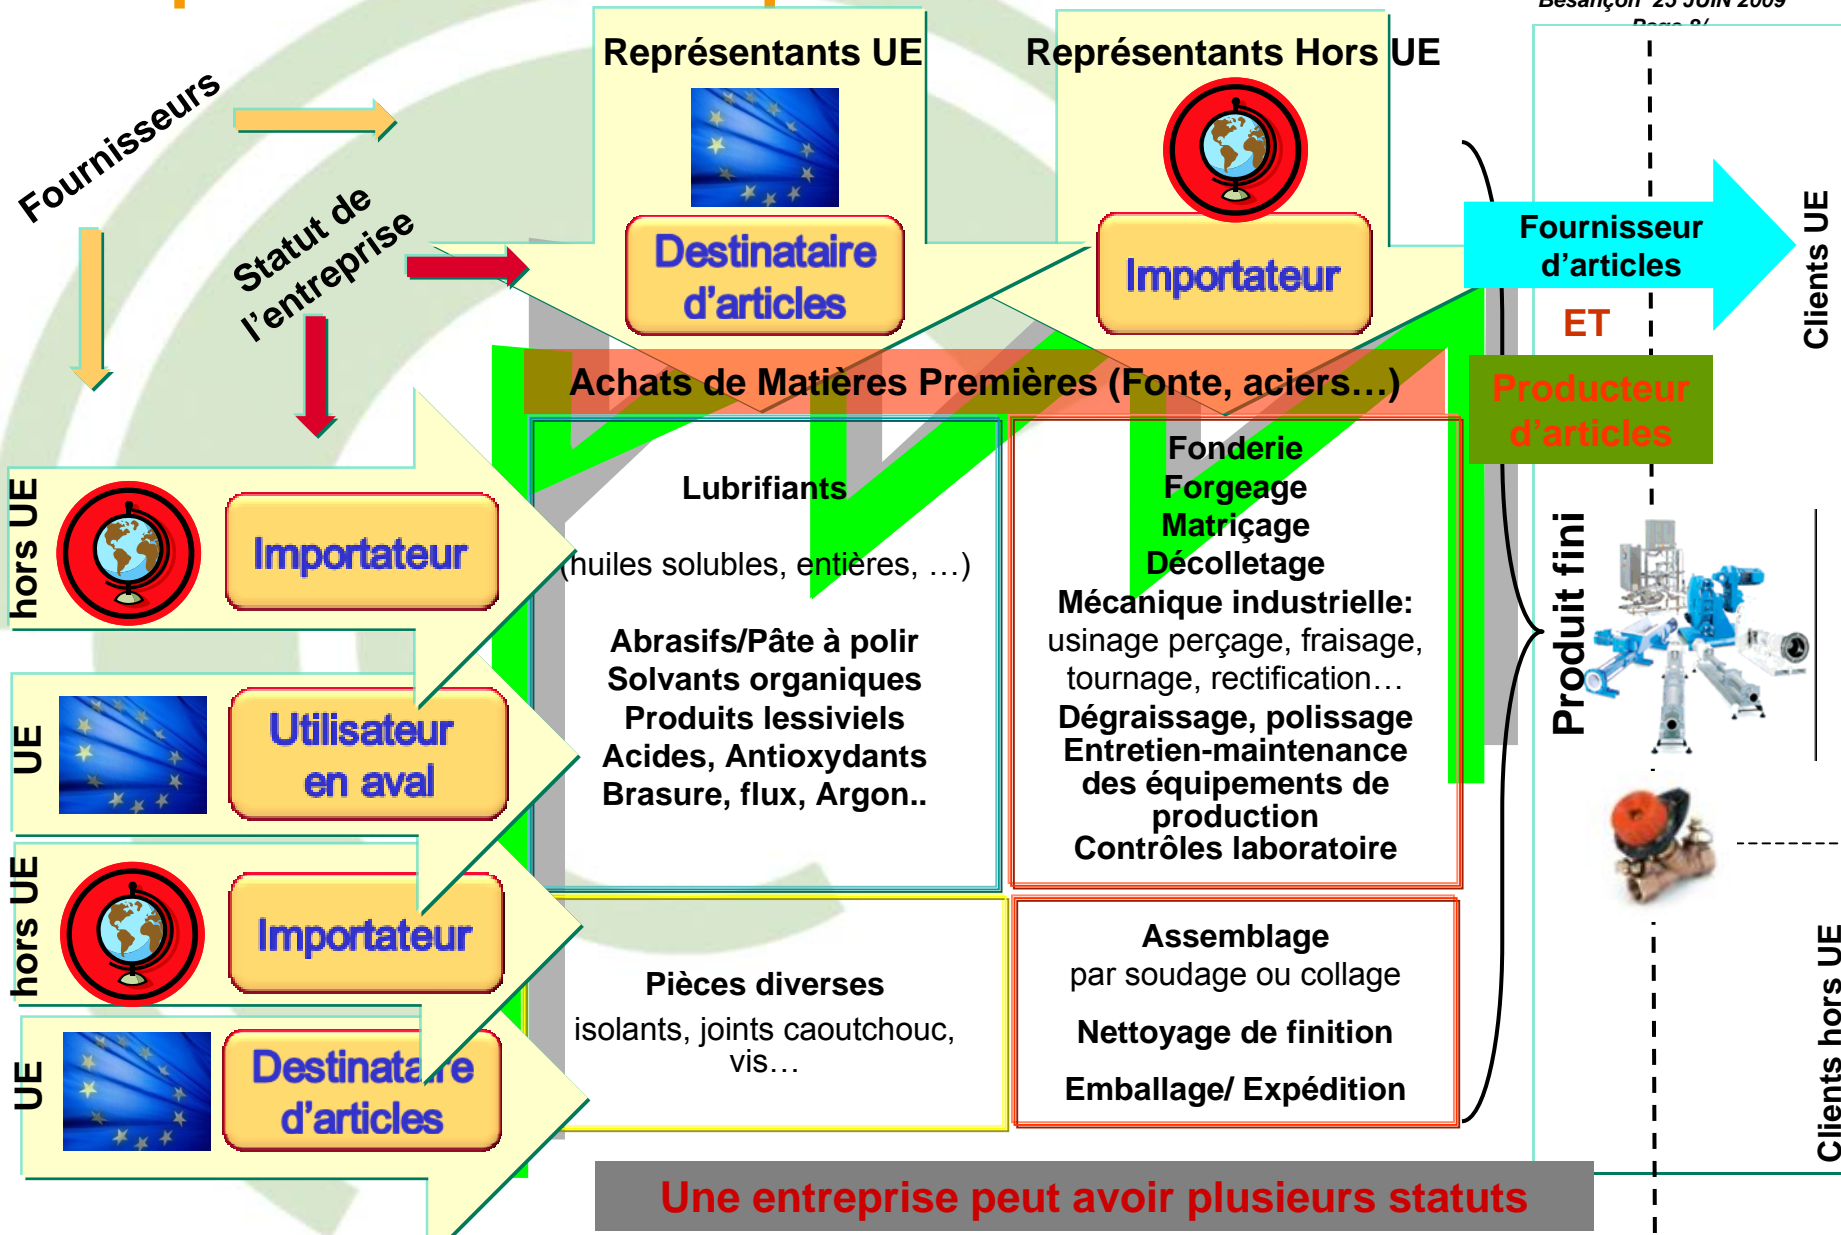 Besançon 25 JUIN 2009
Représentants UE
Représentants Hors UE
Fournisseurs
Statut de
l'entreprise
Destinataire
d'articles
Importateur
Fournisseur
d'articles
ET
Producteur
d'articles
Clients UE
Achats de Matières Premières (Fonte, aciers…)
hors UE
Importateur
UE
Utilisateur
en aval
hors UE
Importateur
UE
Destinataire
d'articles
Lubrifiants
(huiles solubles, entières, …)
Abrasifs/Pâte à polir
Solvants organiques
Produits lessiviels
Acides, Antioxydants
Brasure, flux, Argon..
Fonderie
Forgeage
Matriçage
Décolletage
Mécanique industrielle:
usinage perçage, fraisage,
tournage, rectification…
Dégraissage, polissage
Entretien-maintenance
des équipements de
production
Contrôles laboratoire
Pièces diverses
isolants, joints caoutchouc,
vis…
Assemblage
par soudage ou collage
Nettoyage de finition
Emballage/ Expédition
Produit fini
Clients hors UE
Une entreprise peut avoir plusieurs statuts